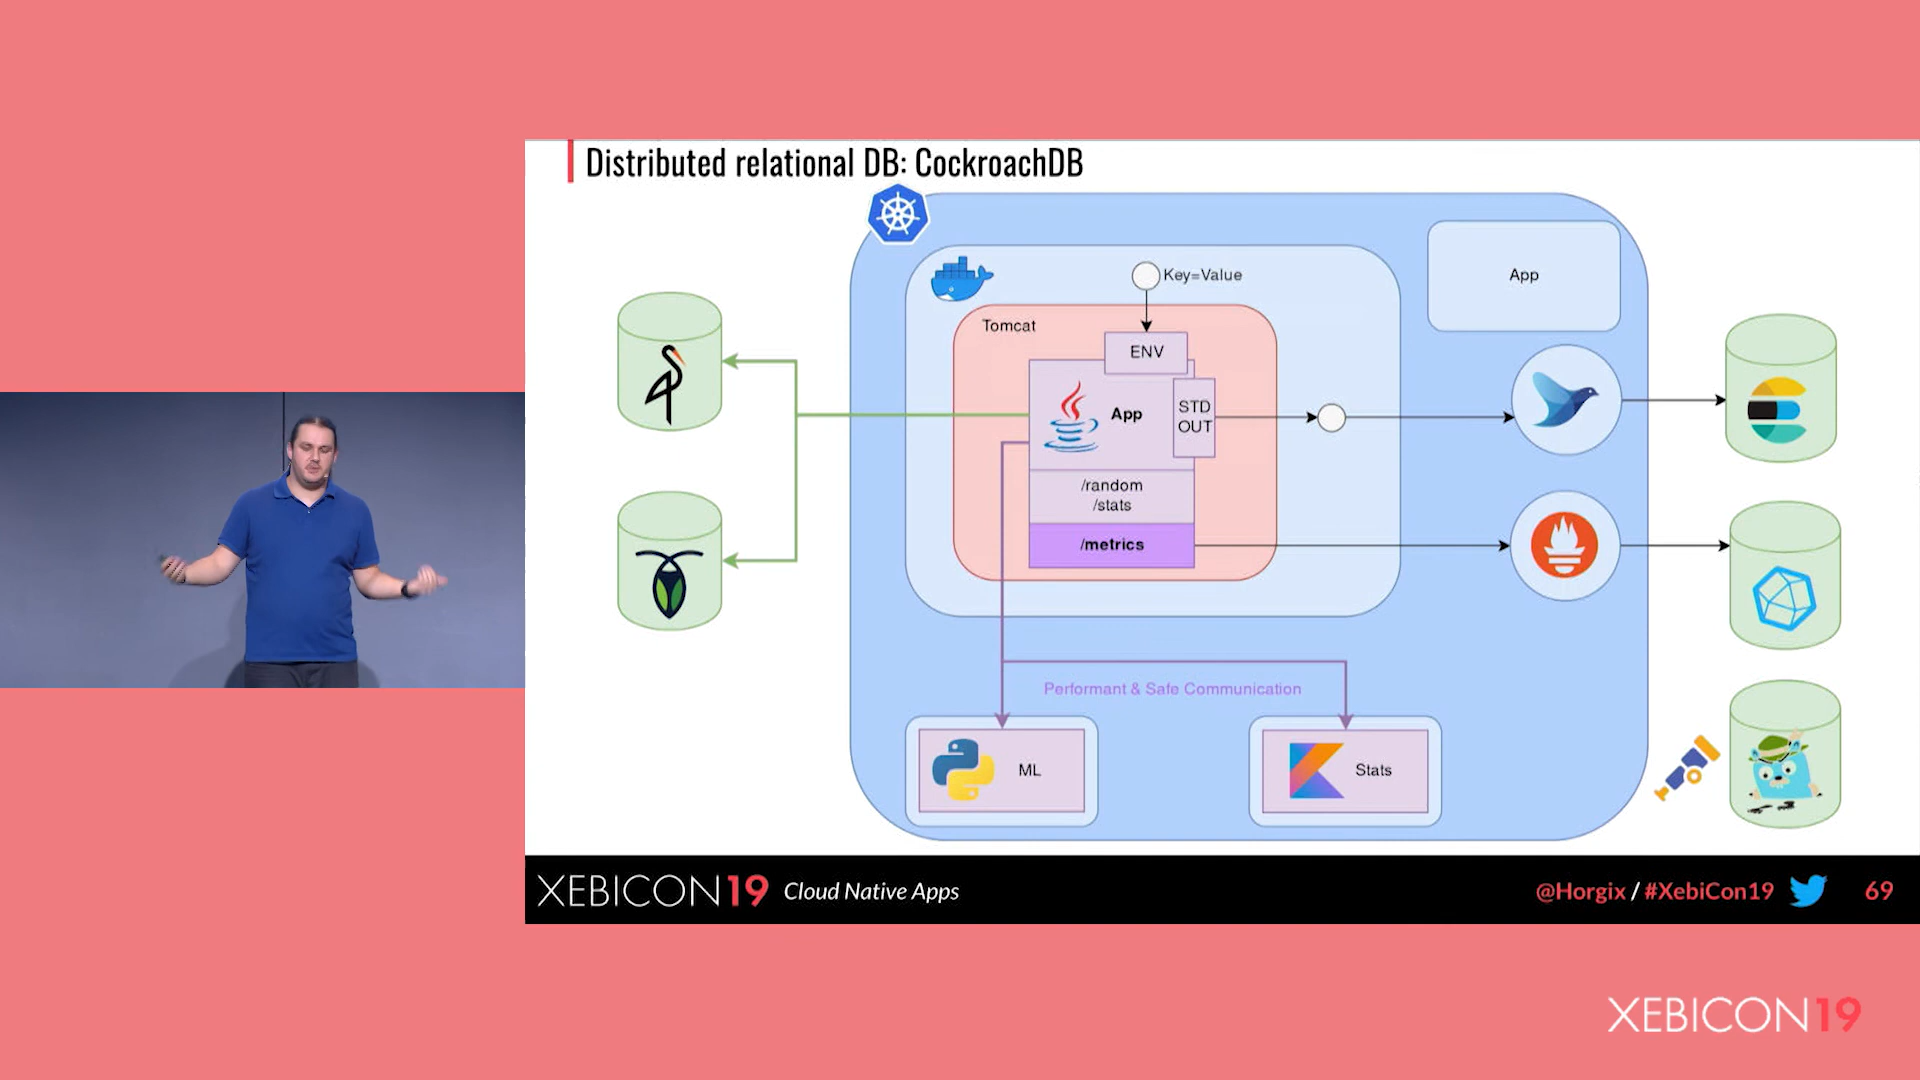 Distributed relational DB: CockroachDB
Key=Value
App
Tomcat
ENV
App
STD
OUT
/random
/stats
/metrics
Performant & Safe Communication
ML
Stats
XEBICON19 Cloud Native Apps
@Horgix / #XebiCon19 69
XEBICON19